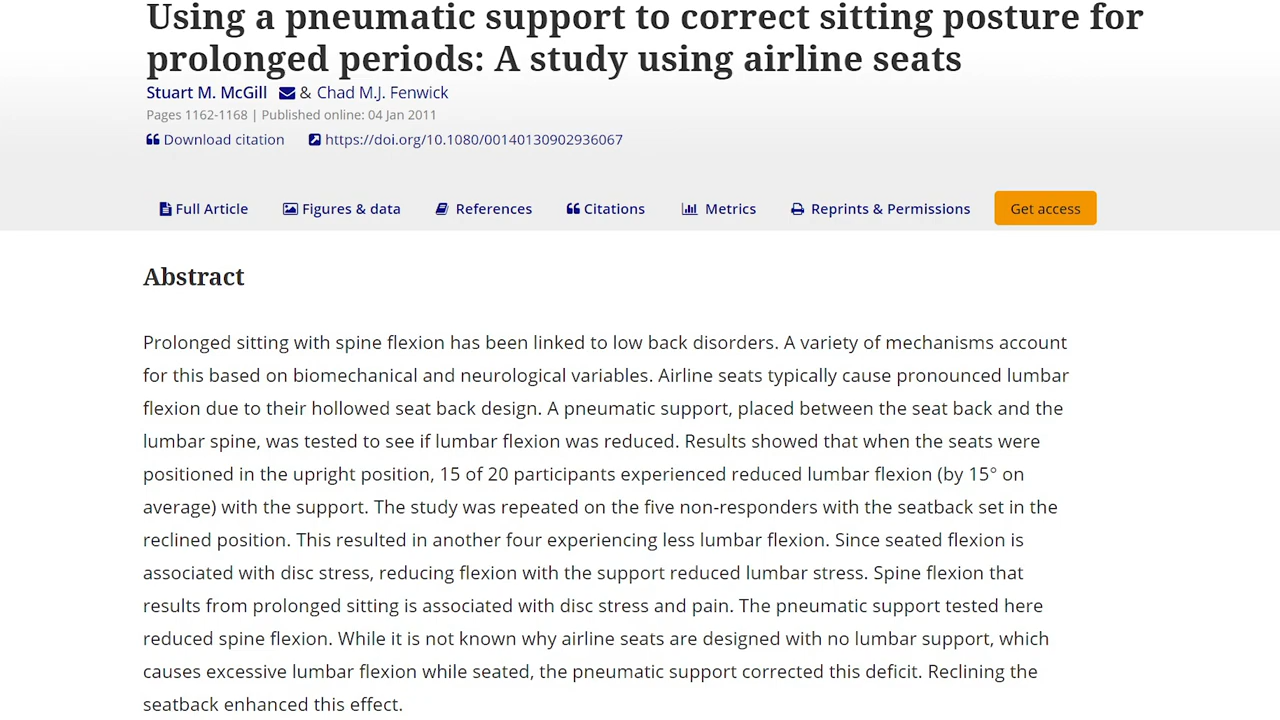 Using a pneumatic support to correct sitting posture for
prolonged periods: A study using airline seats
Stuart M. McGill & Chad M.J. Fenwick
Pages 1162-1168 | Published online: 04 Jan 2011
Download citation https://doi.org/10.1080/00140130902936067
Full Article Figures & data References Citations Metrics Reprints & Permissions Get access
Abstract
Prolonged sitting with spine flexion has been linked to low back disorders. A variety of mechanisms account
for this based on biomechanical and neurological variables. Airline seats typically cause pronounced lumbar
flexion due to their hollowed seat back design. A pneumatic support, placed between the seat back and the
lumbar spine, was tested to see if lumbar flexion was reduced. Results showed that when the seats were
positioned in the upright position, 15 of 20 participants experienced reduced lumbar flexion (by 15° on
average) with the support. The study was repeated on the five non-responders with the seatback set in the
reclined position. This resulted in another four experiencing less lumbar flexion. Since seated flexion is
associated with disc stress, reducing flexion with the support reduced lumbar stress. Spine flexion that
results from prolonged sitting is associated with disc stress and pain. The pneumatic support tested here
reduced spine flexion. While it is not known why airline seats are designed with no lumbar support, which
causes excessive lumbar flexion while seated, the pneumatic support corrected this deficit. Reclining the
seatback enhanced this effect.